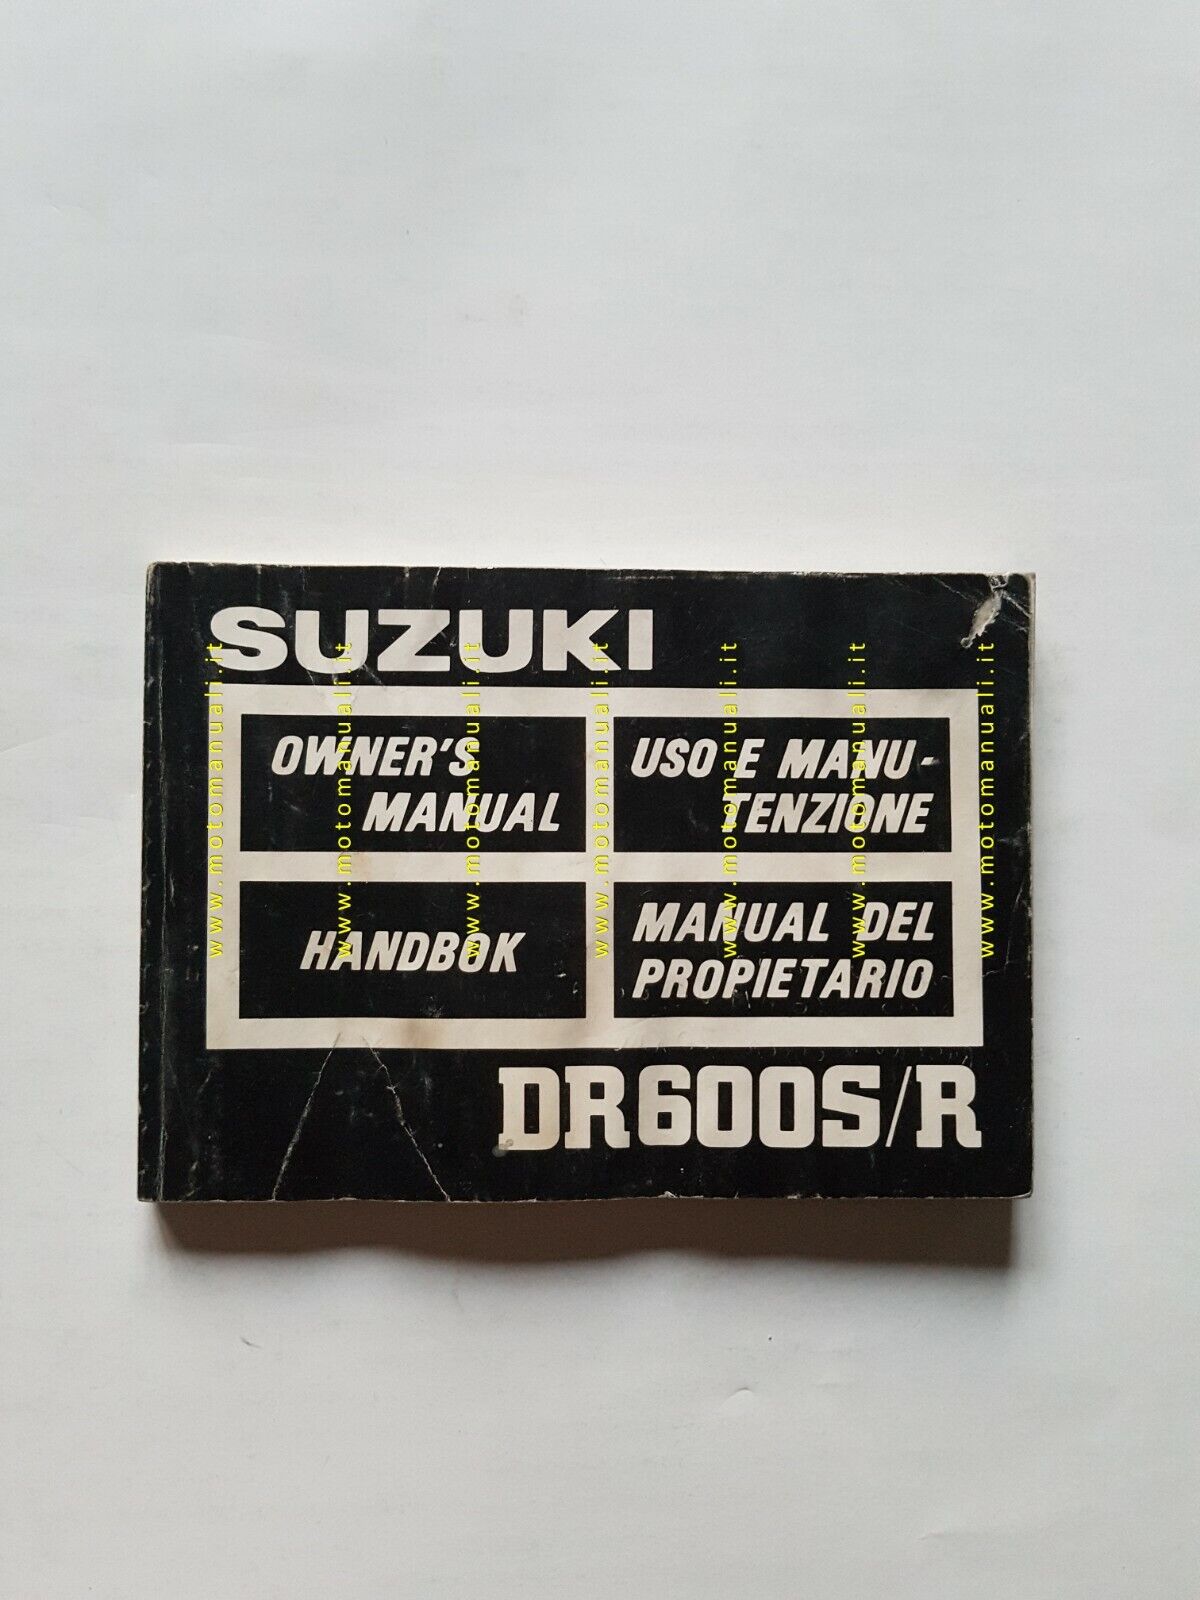 SUZUKI
OWNER'S
MANUAL
USO E MANU-
TENZIONE
HANDBOK
MANUAL DEL
PROPIETARIO
DR600S/R
www.motomanuali.it
www.motomanuali.it
www.motomanuali.it
www.motomanuali.it
www.motomanuali.it
www.motomanuali.it
www.motomanuali.it